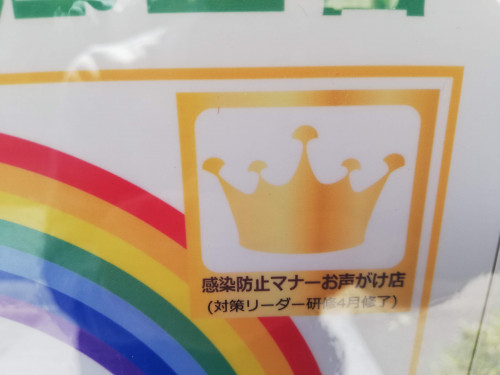 感染防止マナーお声がけ店
(対策リーダー研修4月修了)